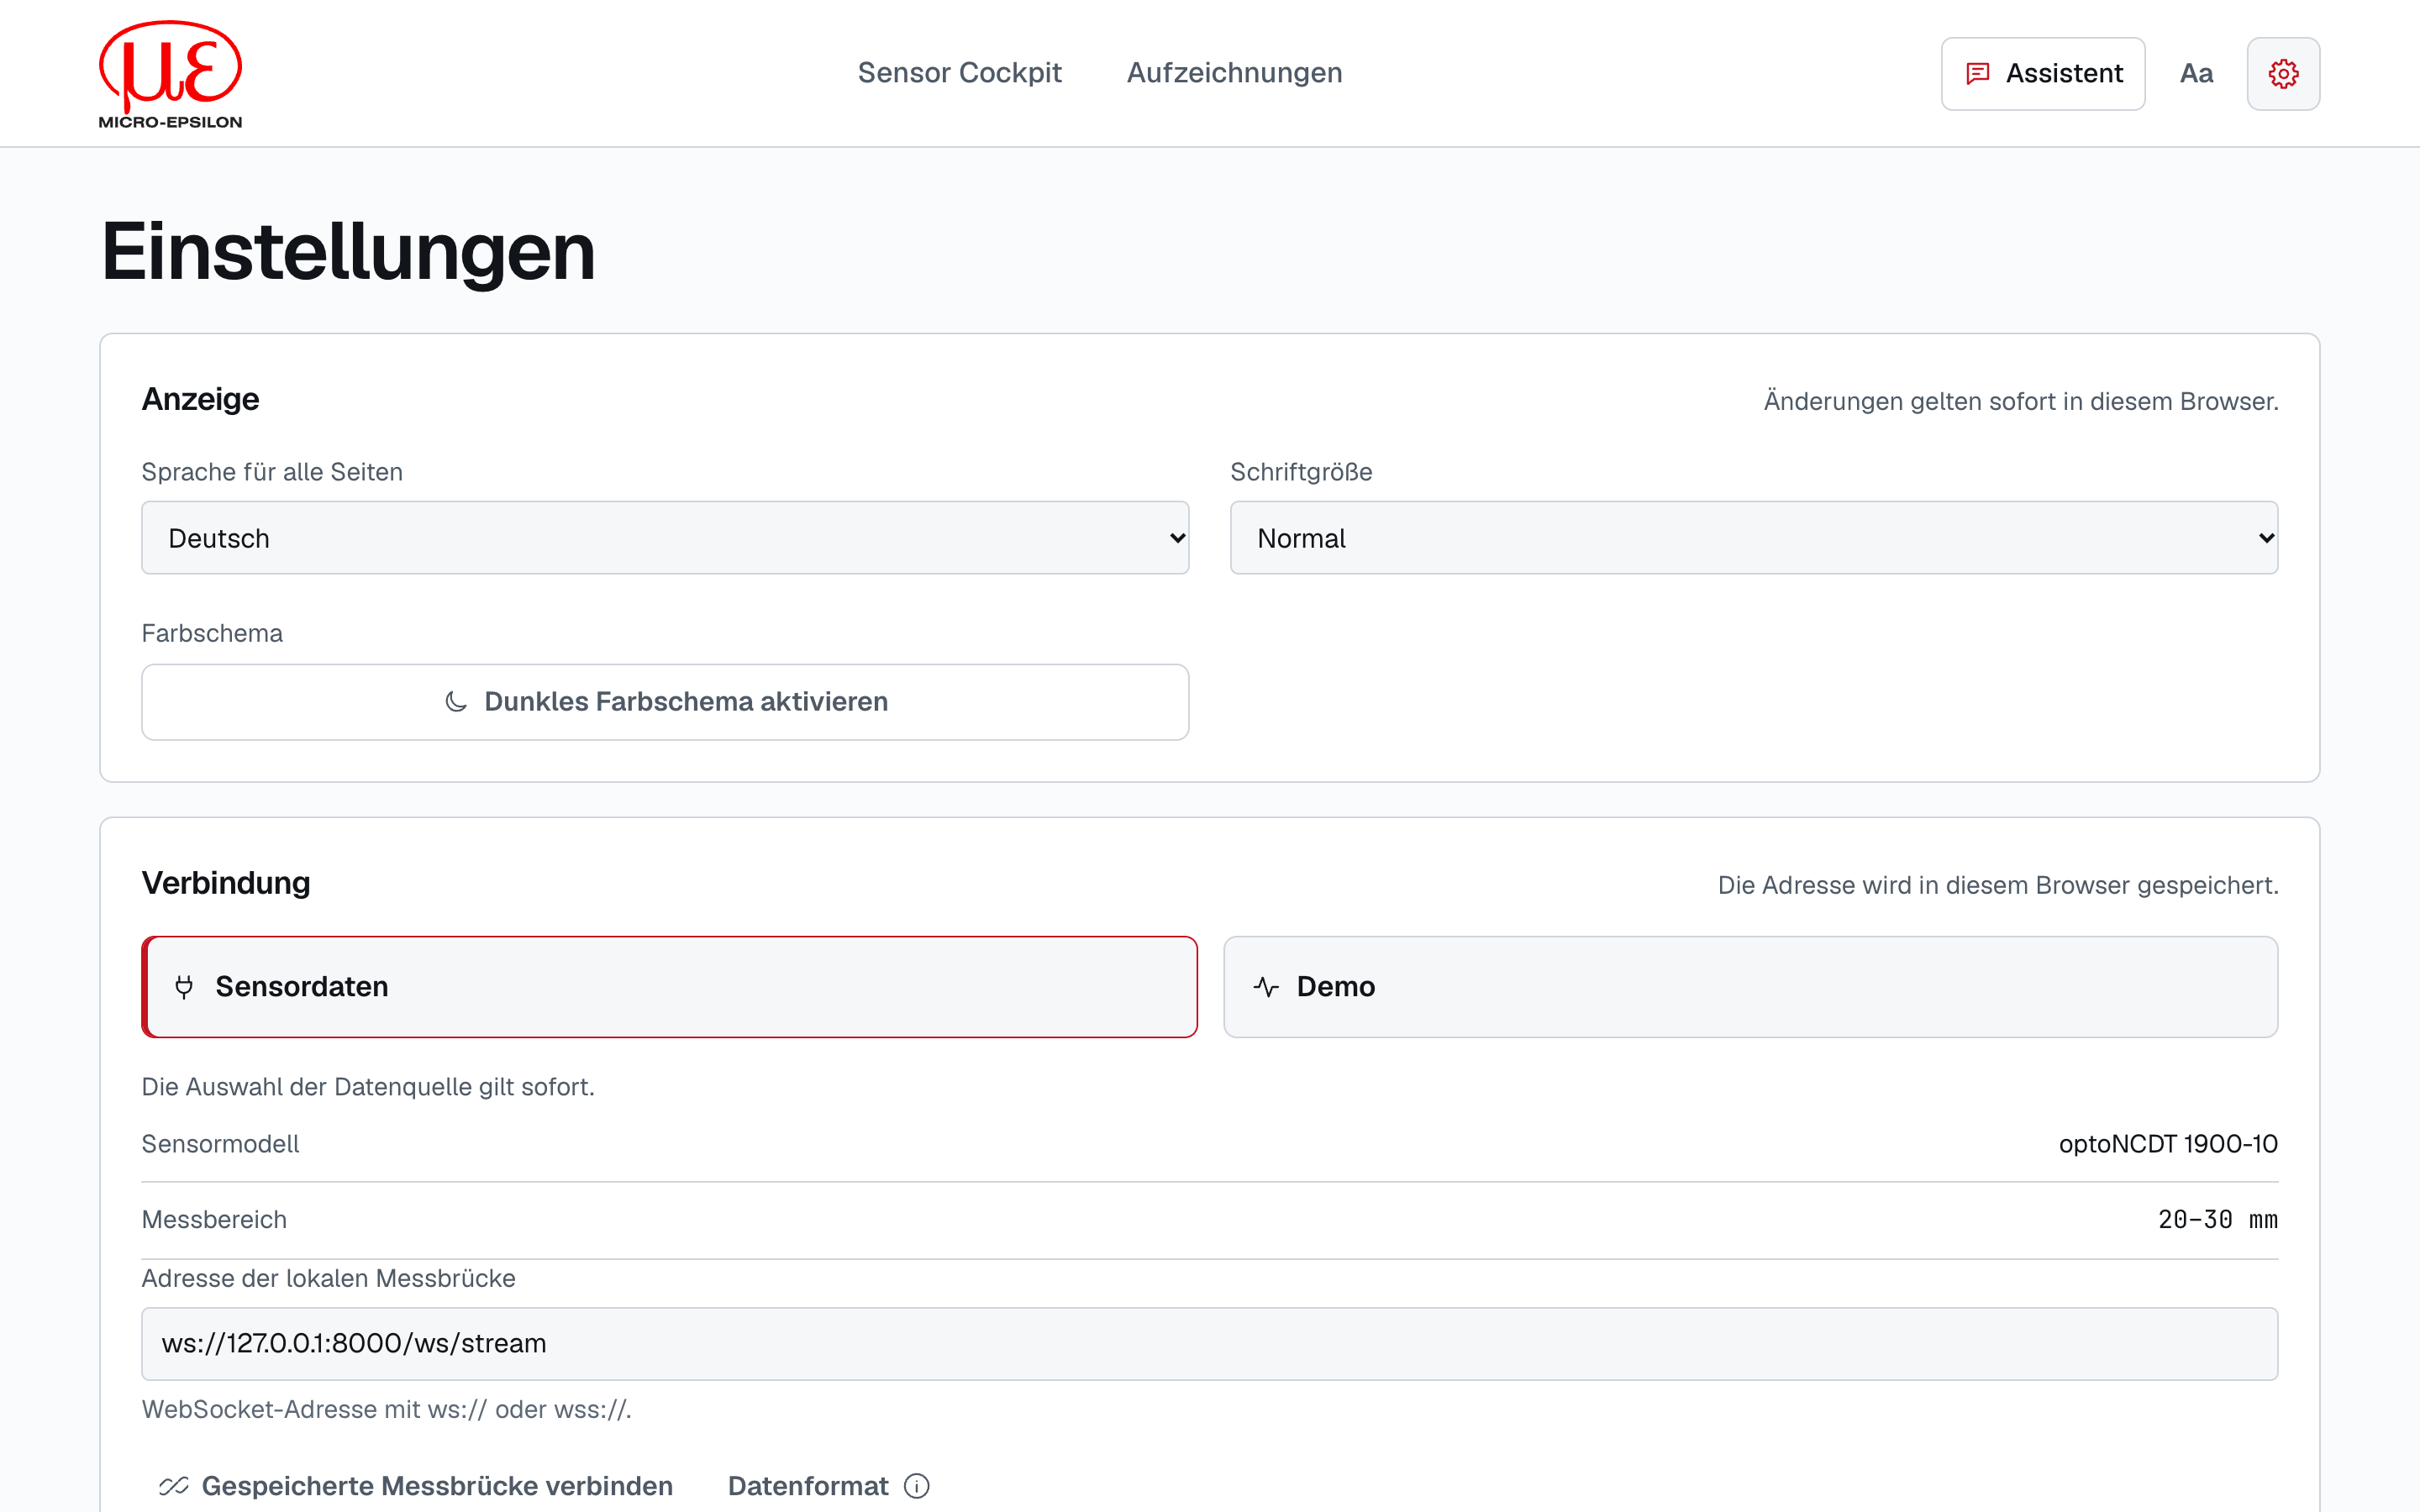 με
MICRO-EPSILON
Sensor Cockpit
Aufzeichnungen
Assistent
Aa
Einstellungen
Anzeige
Änderungen gelten sofort in diesem Browser.
Sprache für alle Seiten
Deutsch
Schriftgröße
Normal
Farbschema
Dunkles Farbschema aktivieren
Verbindung
Die Adresse wird in diesem Browser gespeichert.
Sensordaten
Demo
Die Auswahl der Datenquelle gilt sofort.
Sensormodell
optoNCDT 1900-10
Messbereich
20–30 mm
Adresse der lokalen Messbrücke
ws://127.0.0.1:8000/ws/stream
WebSocket-Adresse mit ws:// oder wss://.
Gespeicherte Messbrücke verbinden
Datenformat